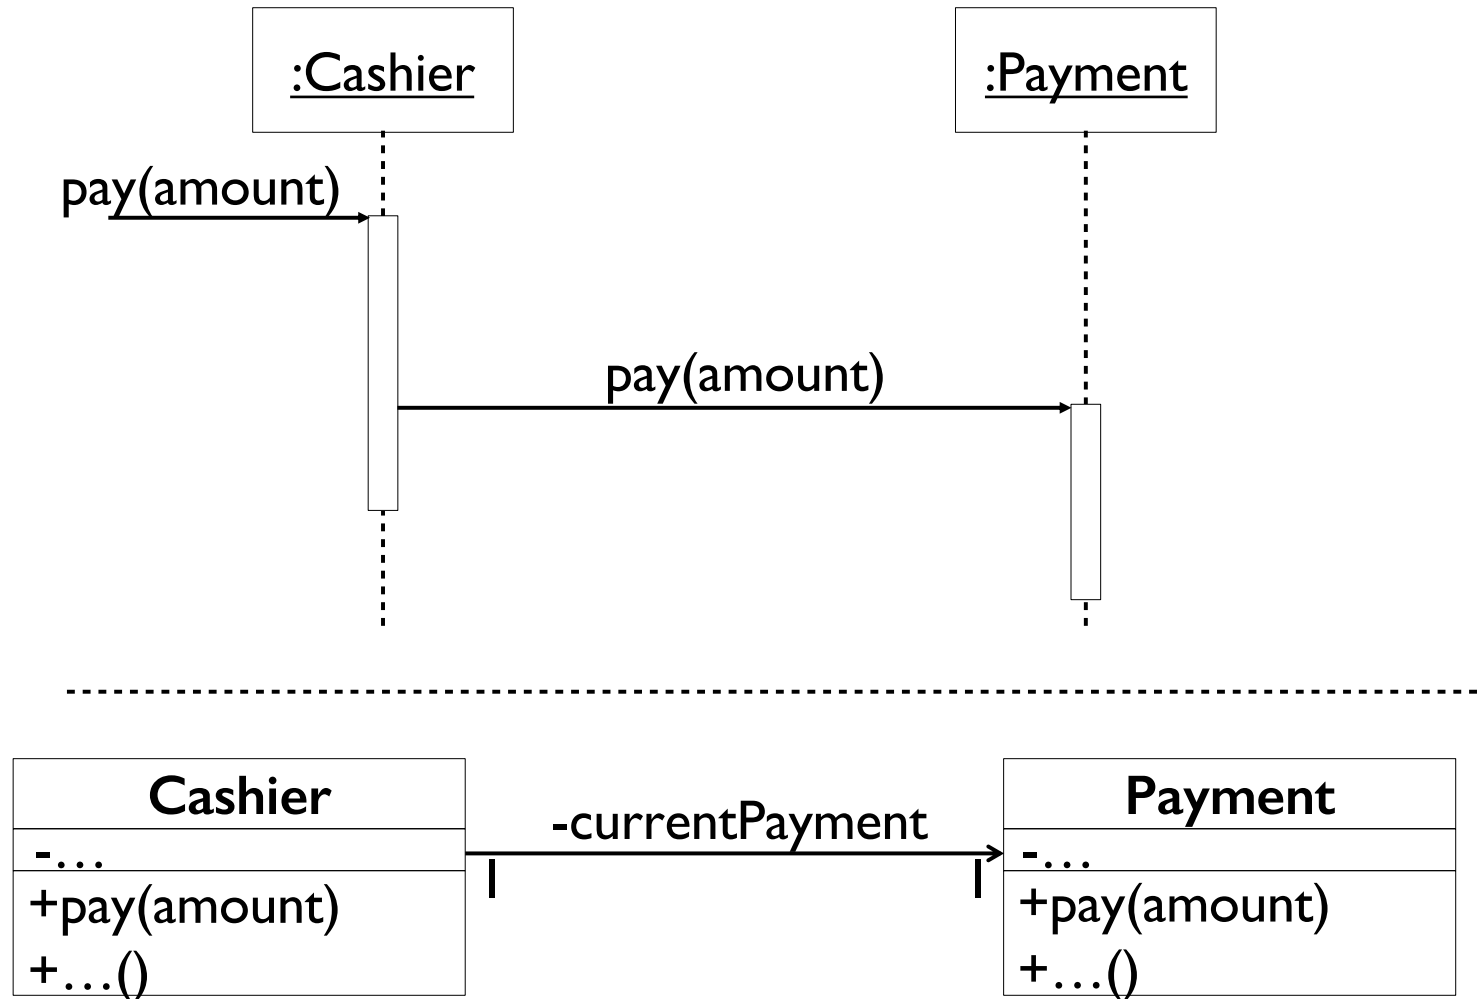 :Cashier
:Payment
pay(amount)
pay(amount)
Cashier
-…
+pay(amount)
+…()
-currentPayment
1
1
Payment
-…
+pay(amount)
+…()